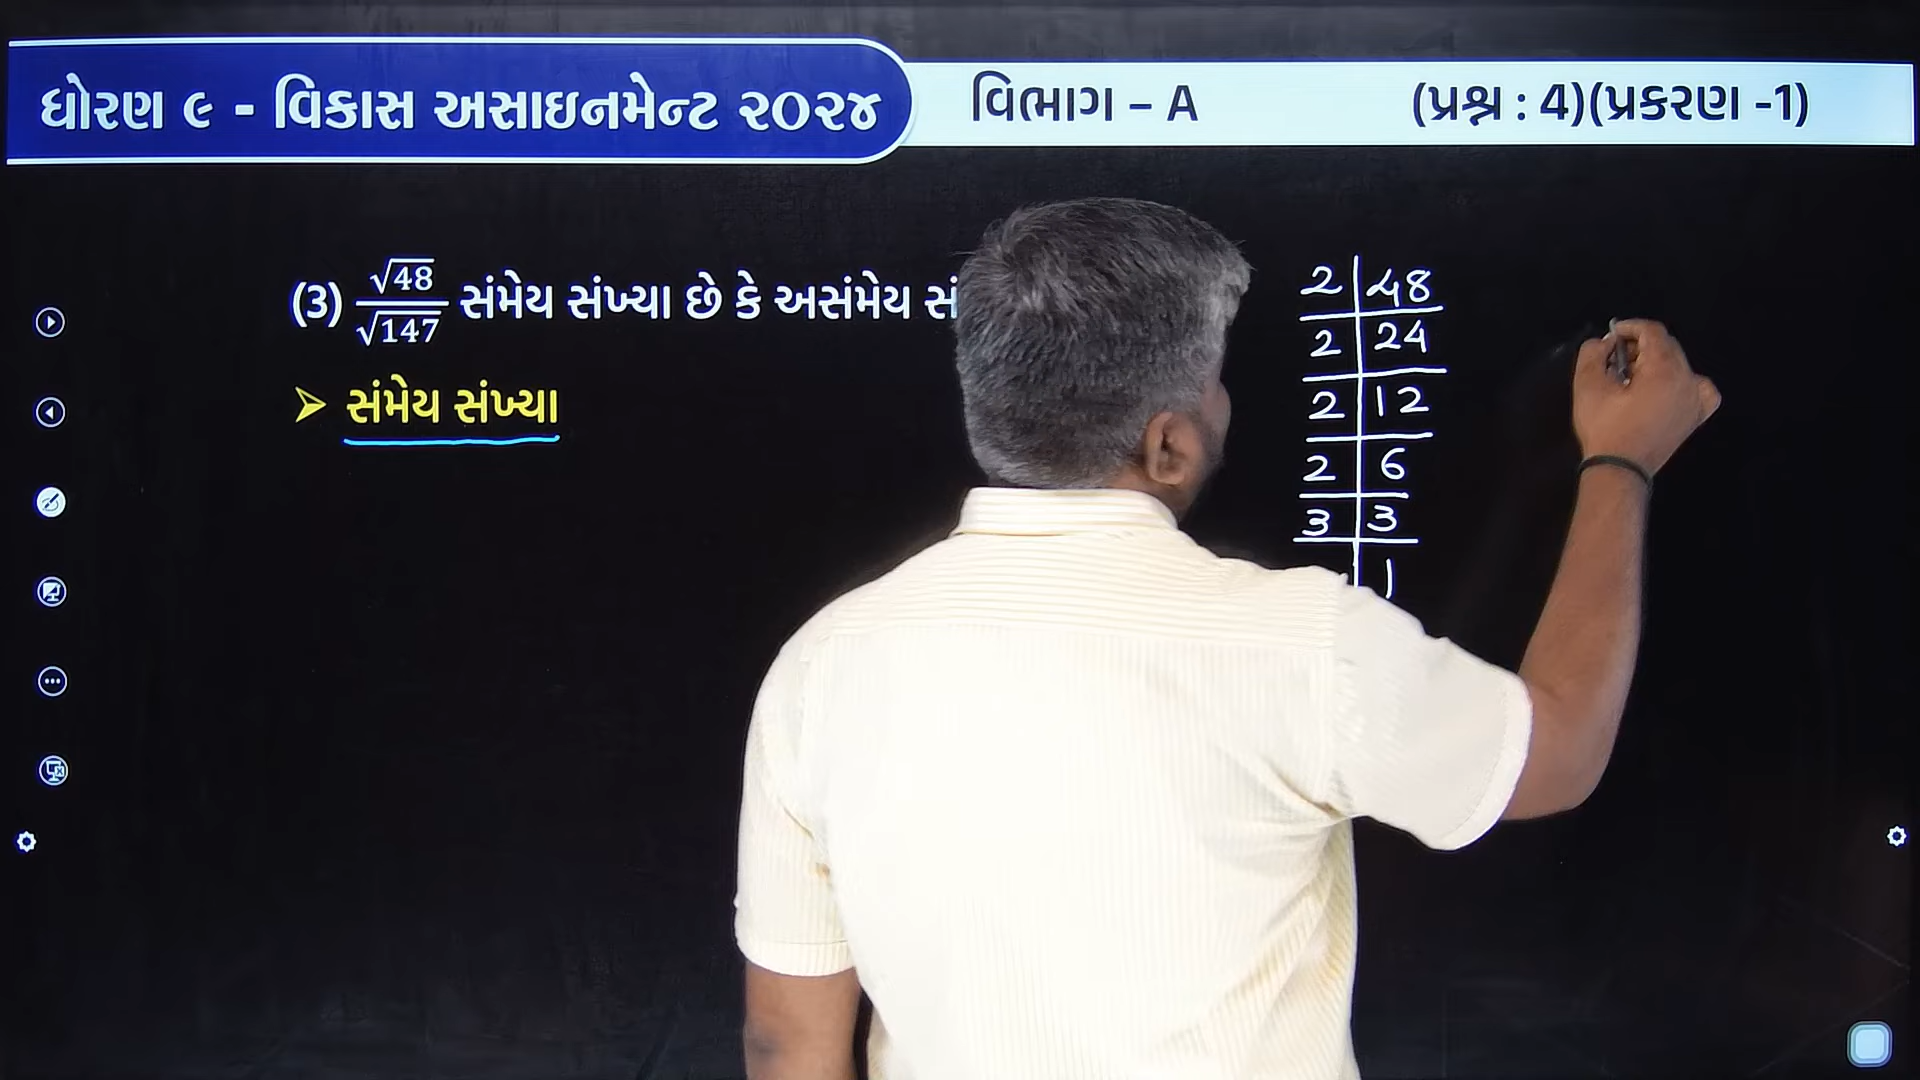 ધોરણ ૯ - વિકાસ અસાઇનમેન્ટ ૨૦૨૪
વિભાગ – A
(પ્રશ્ન : 4)(પ્રકરણ -1)
(3) √48/√147 સંમેય સંખ્યા છે કે અસંમેય
➢ સંમેય સંખ્યા
2 | 48
2 | 24
2 | 12
2 | 6
3 | 3
| 1